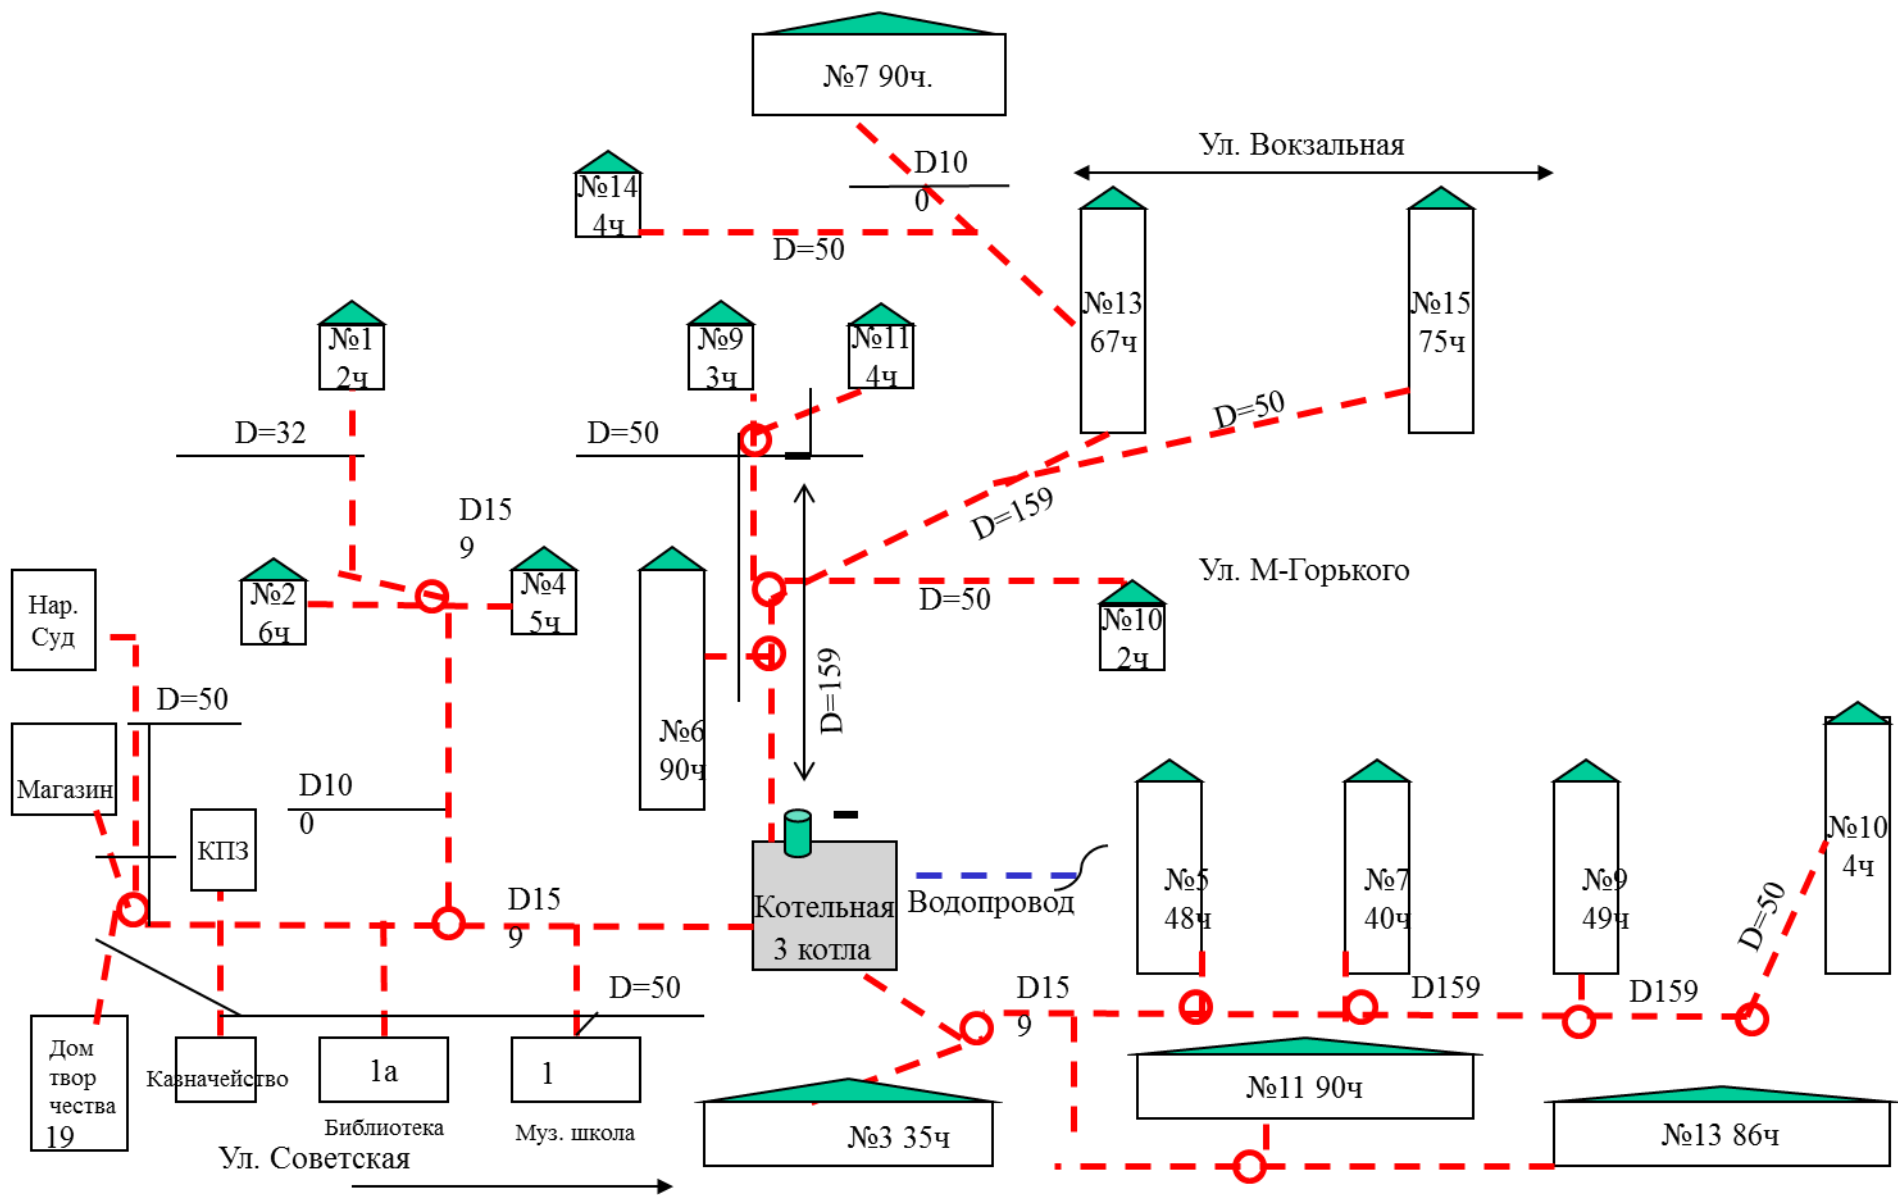 №7 90ч.
Ул. Вокзальная
D10
0
№14
4ч
D=50
№13
67ч
№15
75ч
№1
2ч
№9
3ч
№11
4ч
D=32
D=50
D=50
D=159
D15
9
Ул. М-Горького
Нар.
Суд
№2
6ч
№4
5ч
D=50
№10
2ч
D=50
D=159
№6
90ч
Магазин
D10
0
КПЗ
№5
48ч
№7
40ч
№9
49ч
№10
4ч
D15
9
Котельная
3 котла
Водопровод
D=50
D=50
D15
9
D159
D159
Дом
твор
чества
19
Казначейство
1а
1
№11 90ч
Библиотека
Муз. школа
№3 35ч
№13 86ч
Ул. Советская